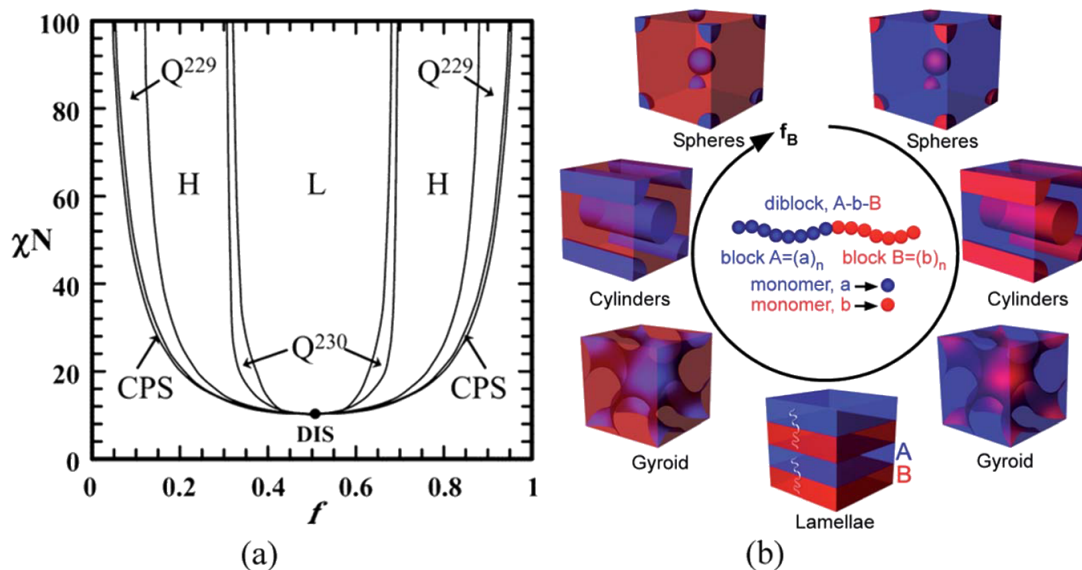 100
80
60
χN
40
20
0
Q²²⁹
Q²²⁹
H
L
H
Q²³⁰
CPS
CPS
DIS
0
0.2
0.4
0.6
0.8
1
f
(a)
Spheres
Spheres
f_B
Cylinders
Cylinders
diblock, A-b-B
block A=(a)ₙ
block B=(b)ₙ
monomer, a
monomer, b
Gyroid
Gyroid
A
B
Lamellae
(b)